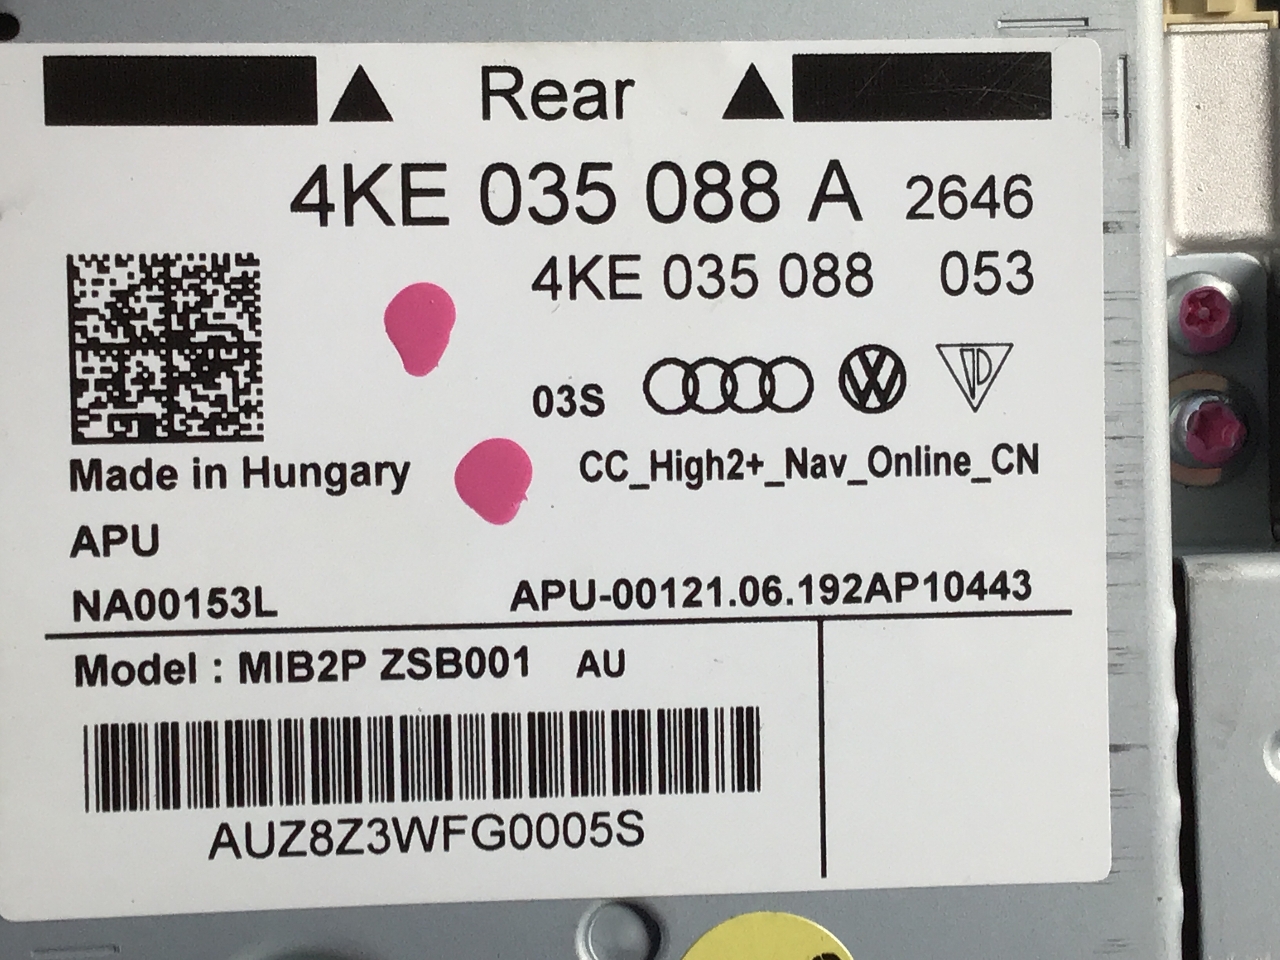 Rear
4KE 035 088 A 2646
4KE 035 088 053
03S
Made in Hungary
CC_High2+_Nav_Online_CN
APU
NA00153L
APU-00121.06.192AP10443
Model : MIB2P ZSB001 AU
AUZ8Z3WFG0005S